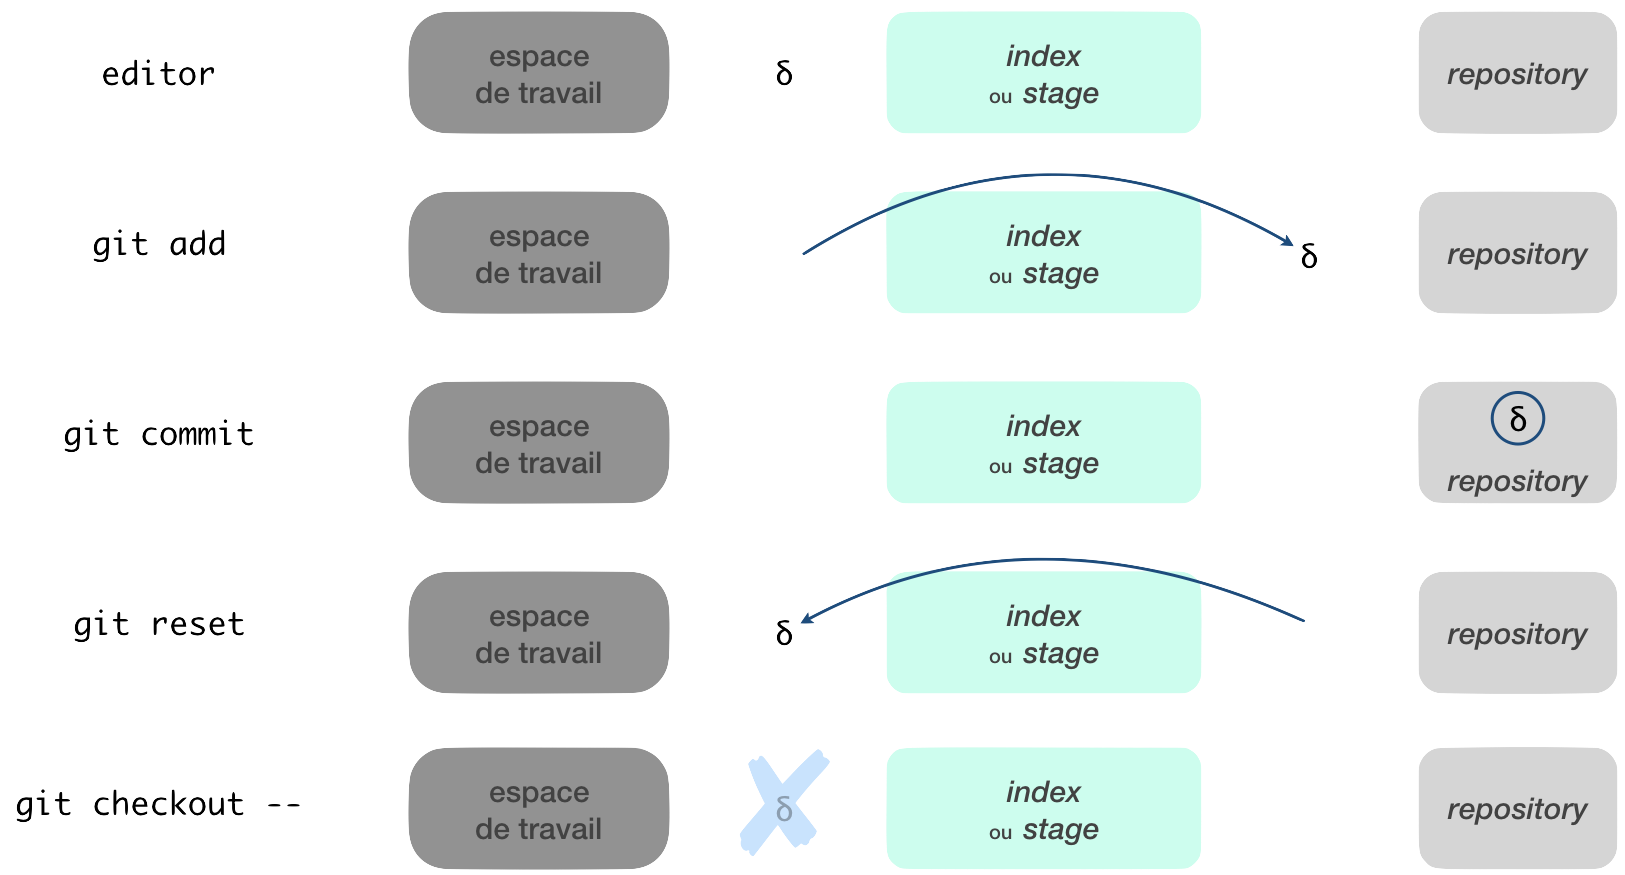 editor
espace
de travail
δ
index
ou stage
repository
git add
espace
de travail
index
ou stage
δ
repository
git commit
espace
de travail
index
ou stage
δ
repository
git reset
espace
de travail
δ
index
ou stage
repository
git checkout --
espace
de travail
δ
index
ou stage
repository